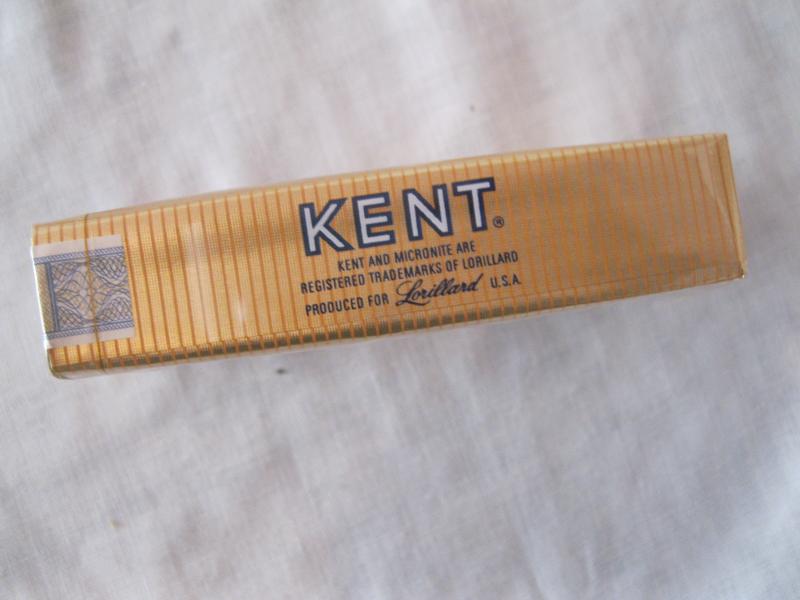 KENT®
KENT AND MICRONITE ARE
REGISTERED TRADEMARKS OF LORILLARD
PRODUCED FOR Lorillard U.S.A.